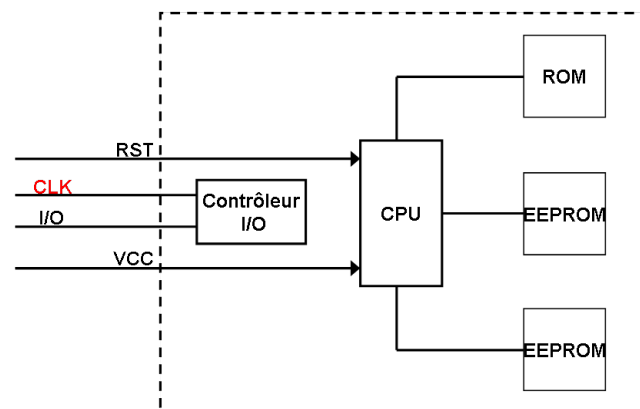 ROM
RST
CLK
I/O
Contrôleur
I/O
VCC
CPU
EEPROM
EEPROM